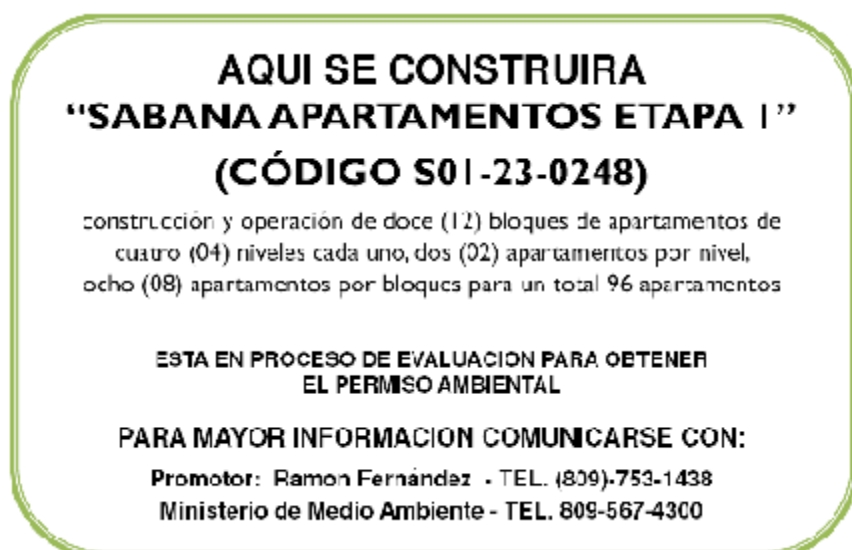 AQUI SE CONSTRUIRA
“SABANA APARTAMENTOS ETAPA 1”
(CÓDIGO S01-23-0248)
construcción y operación de doce (12) bloques de apartamentos de
cuatro (04) niveles cada uno, dos (02) apartamentos por nivel,
ocho (08) apartamentos por bloques para un total 96 apartamentos
ESTA EN PROCESO DE EVALUACION PARA OBTENER
EL PERMISO AMBIENTAL
PARA MAYOR INFORMACION COMUNICARSE CON:
Promotor: Ramon Fernández - TEL. (809)-753-1438
Ministerio de Medio Ambiente - TEL. 809-567-4300